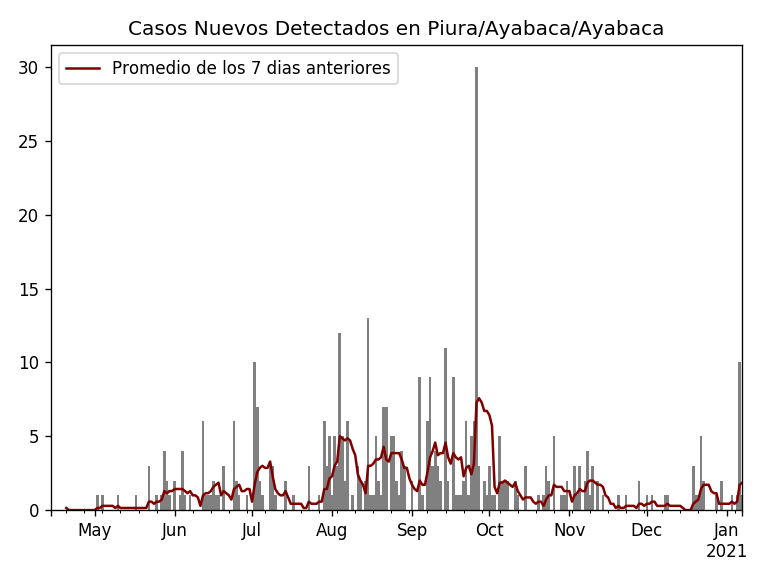 Casos Nuevos Detectados en Piura/Ayabaca/Ayabaca
Promedio de los 7 dias anteriores
30
25
20
15
10
5
0
May Jun Jul Aug Sep Oct Nov Dec Jan
2021